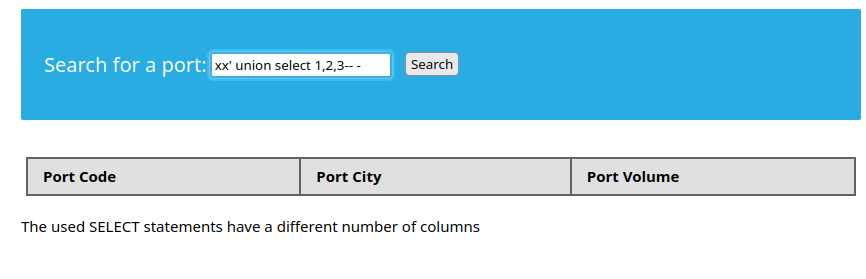 Search for a port: xx' union select 1,2,3-- - Search
Port Code Port City Port Volume
The used SELECT statements have a different number of columns